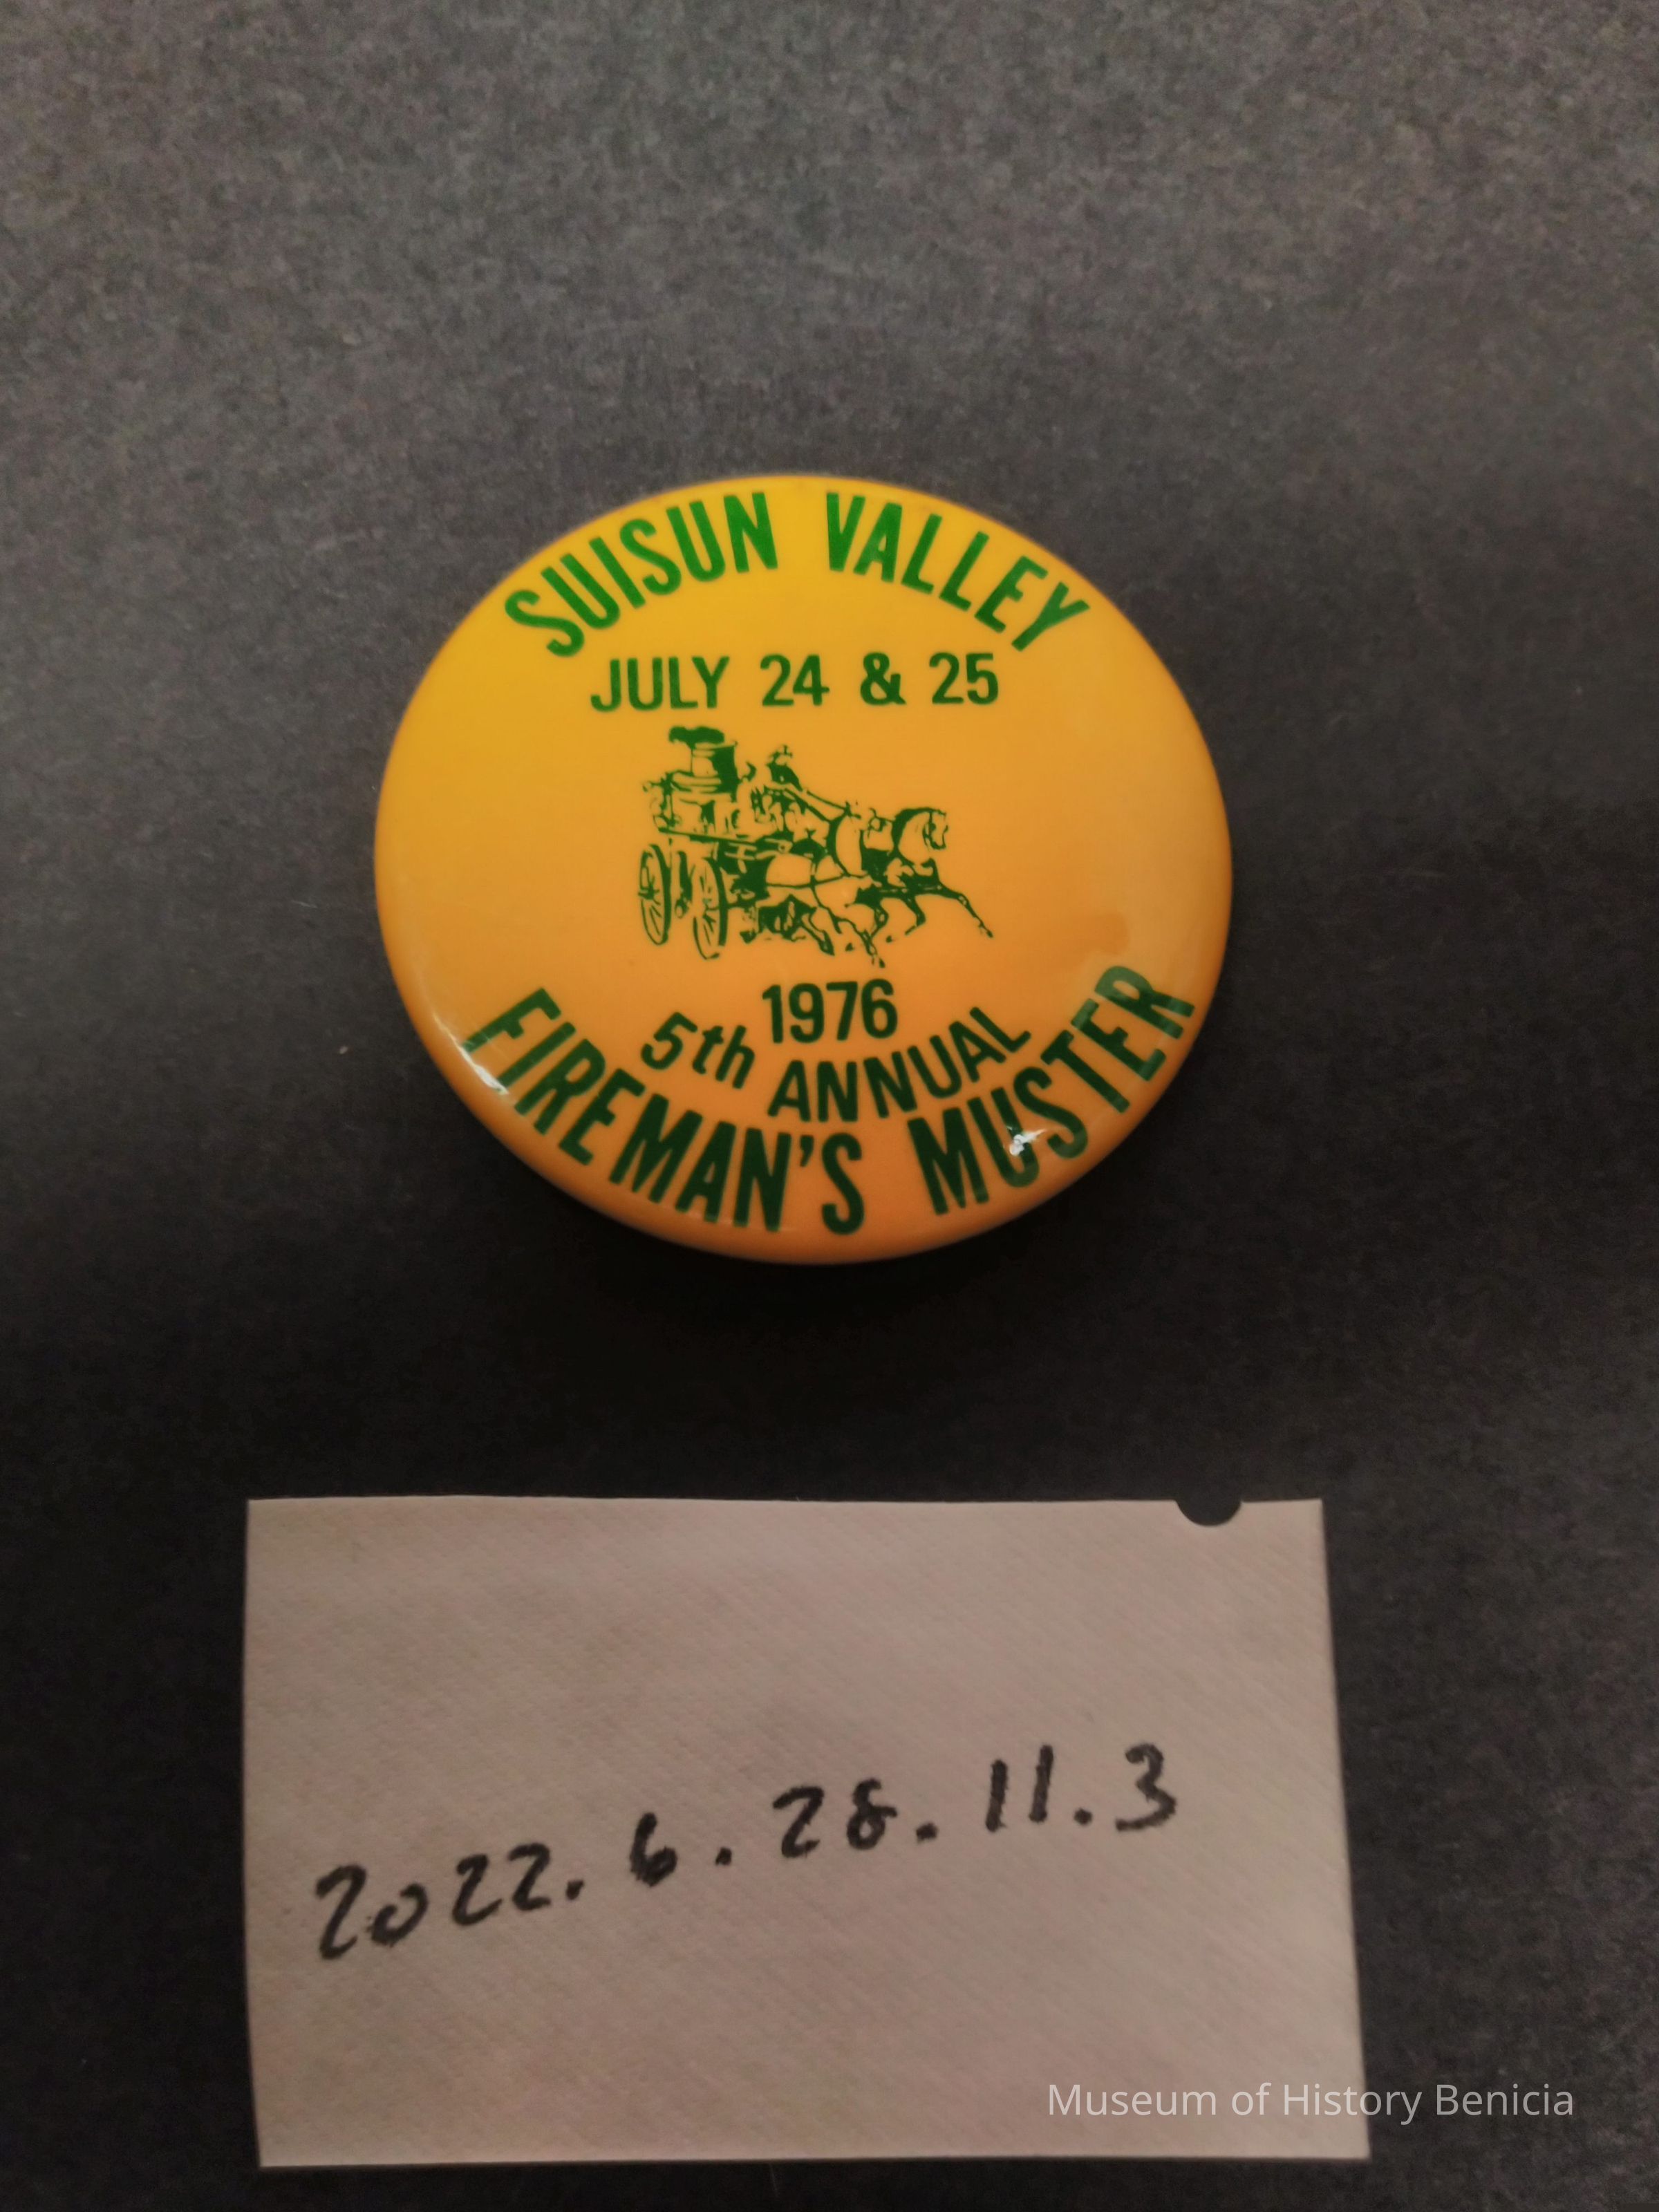 SUISUN VALLEY
JULY 24 & 25
1976
5th ANNUAL
FIREMAN'S MUSTER
2022.6.28.11.3
Museum of History Benicia